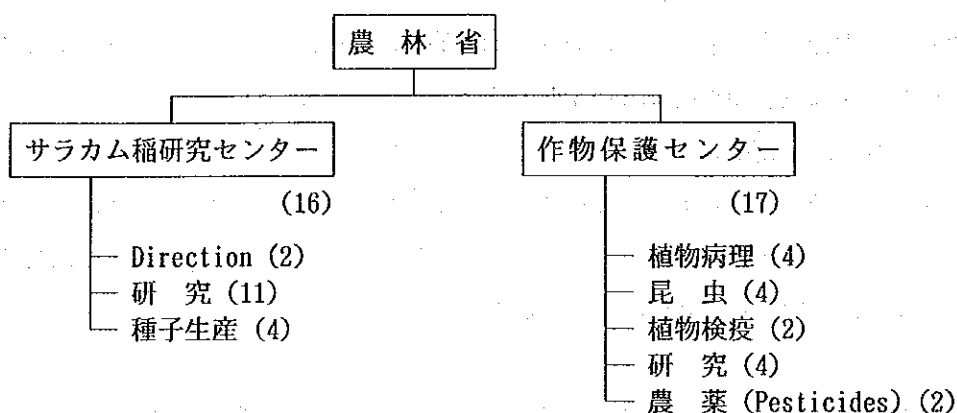 農林省
サラカム稲研究センター
(16)
Direction (2)
研究 (11)
種子生産 (4)
作物保護センター
(17)
植物病理 (4)
昆虫 (4)
植物検疫 (2)
研究 (4)
農薬 (Pesticides) (2)